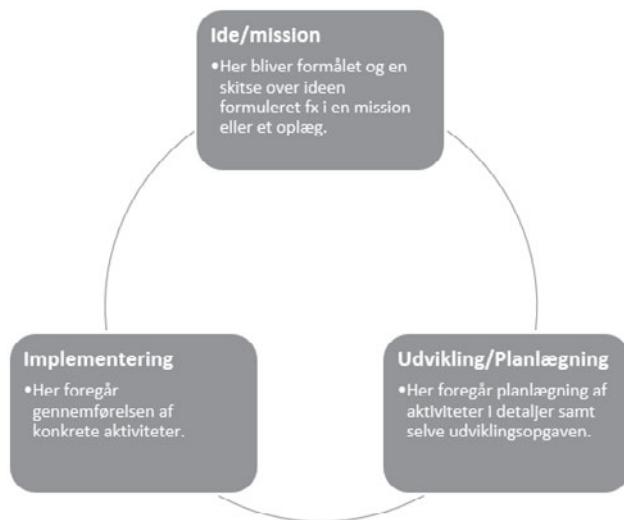 Ide/mission
•Her bliver formålet og en
skitse over ideen
formuleret fx i en mission
eller et oplæg.
Implementering
•Her foregår
gennemførelsen af
konkrete aktiviteter.
Udvikling/Planlægning
•Her foregår planlægning af
aktiviteter i detaljer samt
selve udviklingsopgaven.